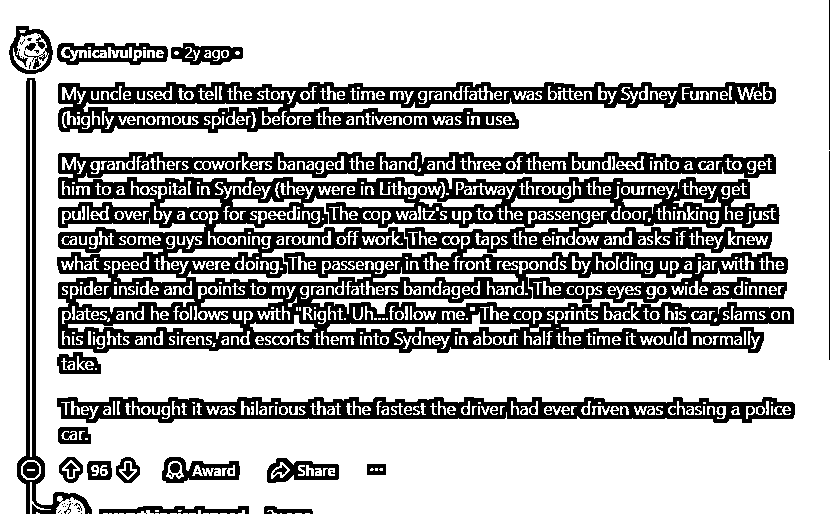 Cynicalvulpine • 2y ago •
My uncle used to tell the story of the time my grandfather was bitten by Sydney Funnel Web
(highly venomous spider) before the antivenom was in use.
My grandfathers coworkers banaged the hand, and three of them bundleed into a car to get
him to a hospital in Syndey (they were in Lithgow). Partway through the journey, they get
pulled over by a cop for speeding. The cop waltz's up to the passenger door, thinking he just
caught some guys hooning around off work. The cop taps the eindow and asks if they knew
what speed they were doing. The passenger in the front responds by holding up a jar with the
spider inside and points to my grandfathers bandaged hand. The cops eyes go wide as dinner
plates, and he follows up with "Right. Uh....follow me." The cop sprints back to his car, slams on
his lights and sirens, and escorts them into Sydney in about half the time it would normally
take.
They all thought it was hilarious that the fastest the driver had ever driven was chasing a police
car.
96 Award Share ...